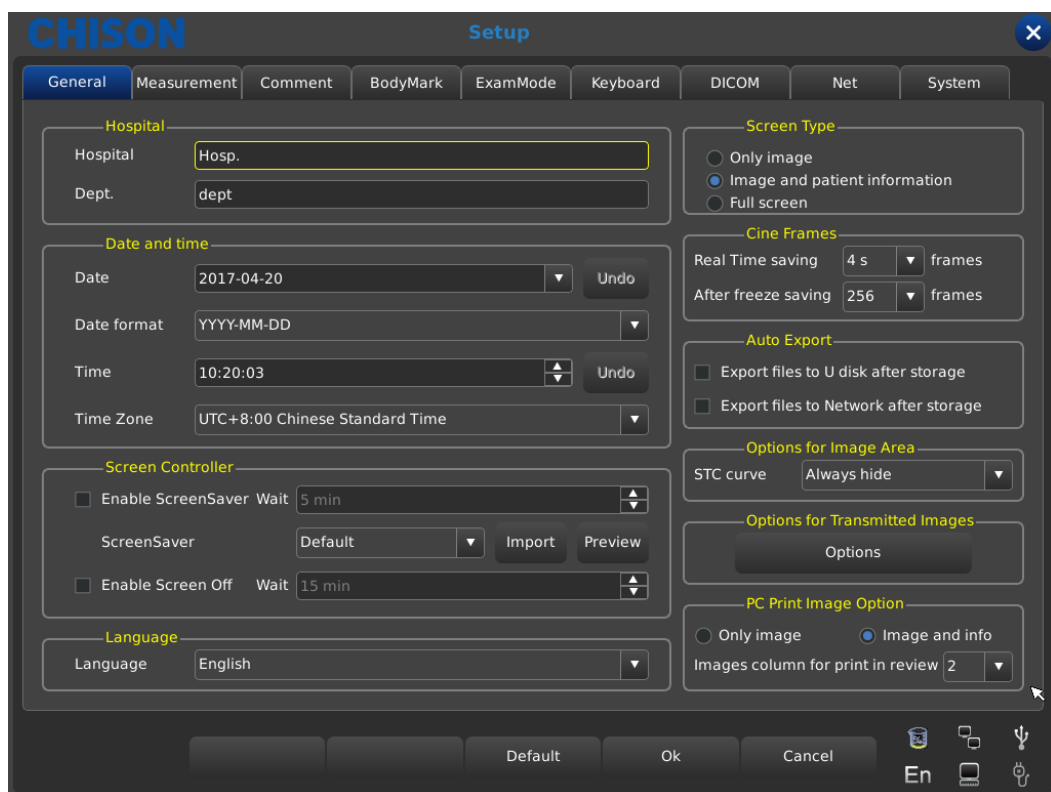 CHISON
Setup
General Measurement Comment BodyMark ExamMode Keyboard DICOM Net System
Hospital
Hospital Hosp.
Dept. dept
Date and time
Date 2017-04-20 Undo
Date format YYYY-MM-DD
Time 10:20:03 Undo
Time Zone UTC+8:00 Chinese Standard Time
Screen Controller
Enable ScreenSaver Wait 5 min
ScreenSaver Default Import Preview
Enable Screen Off Wait 15 min
Language
Language English
Screen Type
Only image
Image and patient information
Full screen
Cine Frames
Real Time saving 4 s frames
After freeze saving 256 frames
Auto Export
Export files to U disk after storage
Export files to Network after storage
Options for Image Area
STC curve Always hide
Options for Transmitted Images
Options
PC Print Image Option
Only image Image and info
Images column for print in review 2
Default Ok Cancel
En